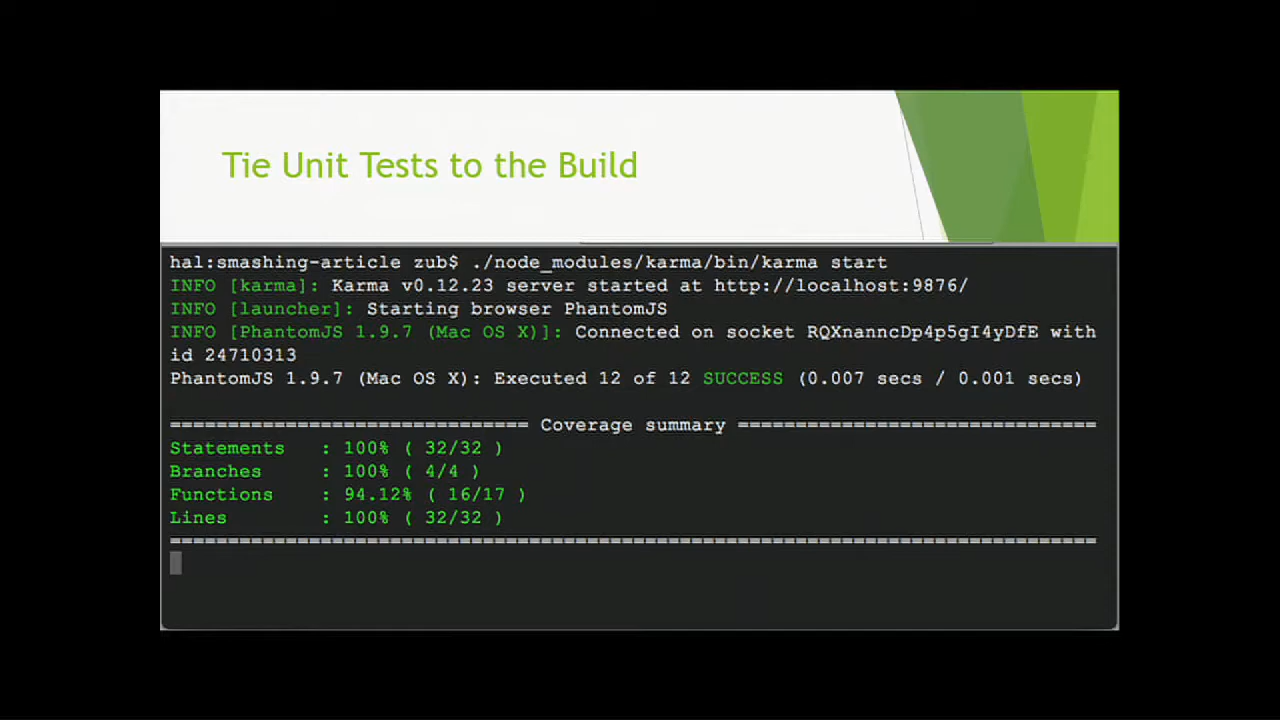 Tie Unit Tests to the Build
hal:smashing-article zub$ ./node_modules/karma/bin/karma start
INFO [karma]: Karma v0.12.23 server started at http://localhost:9876/
INFO [launcher]: Starting browser PhantomJS
INFO [PhantomJS 1.9.7 (Mac OS X)]: Connected on socket RQXnanncDp4p5gI4yDfE with
id 24710313
PhantomJS 1.9.7 (Mac OS X): Executed 12 of 12 SUCCESS (0.007 secs / 0.001 secs)
=============================== Coverage summary ===============================
Statements   : 100% ( 32/32 )
Branches     : 100% ( 4/4 )
Functions    : 94.12% ( 16/17 )
Lines        : 100% ( 32/32 )
================================================================================